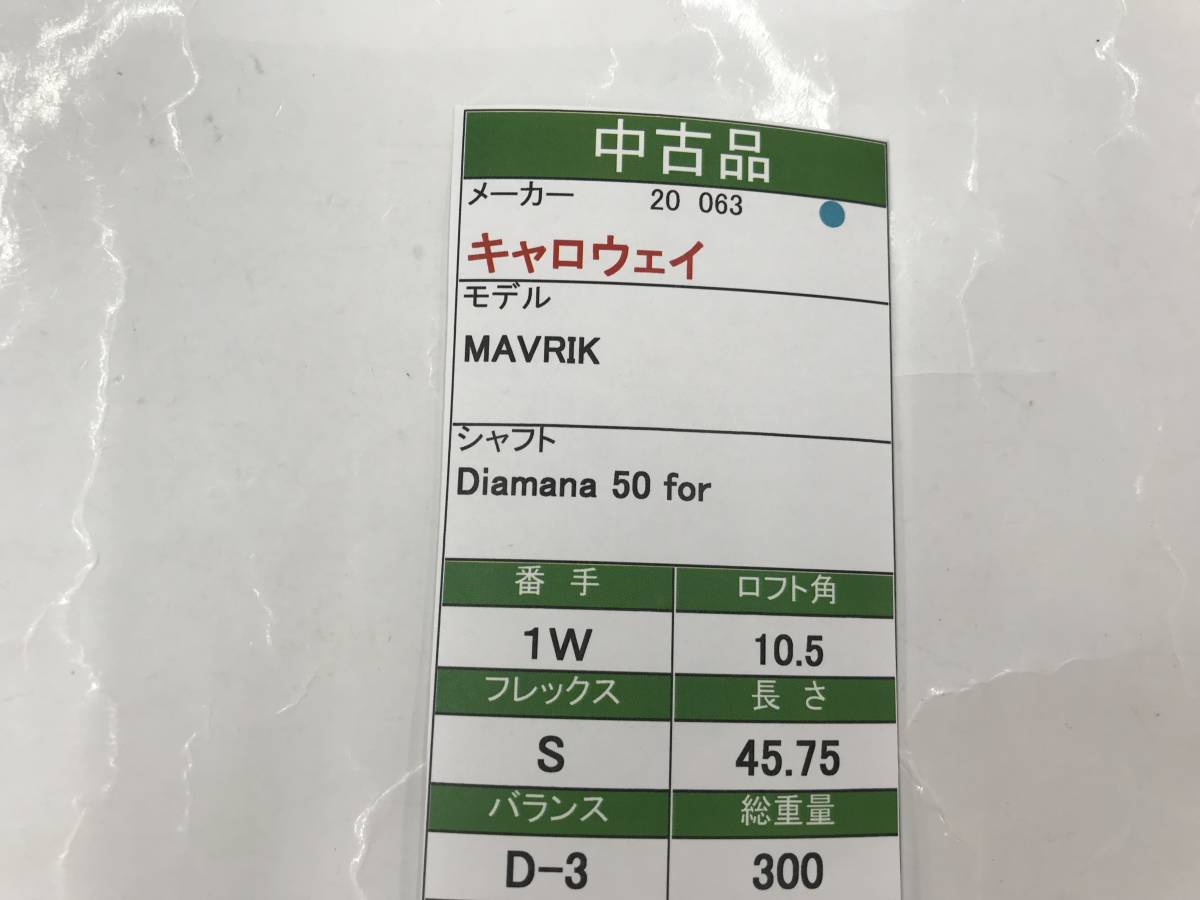 中古品
メーカー 20 063
キャロウェイ
モデル
MAVRIK
シャフト
Diamana 50 for
番手 ロフト角
1W 10.5
フレックス 長さ
S 45.75
バランス 総重量
D-3 300